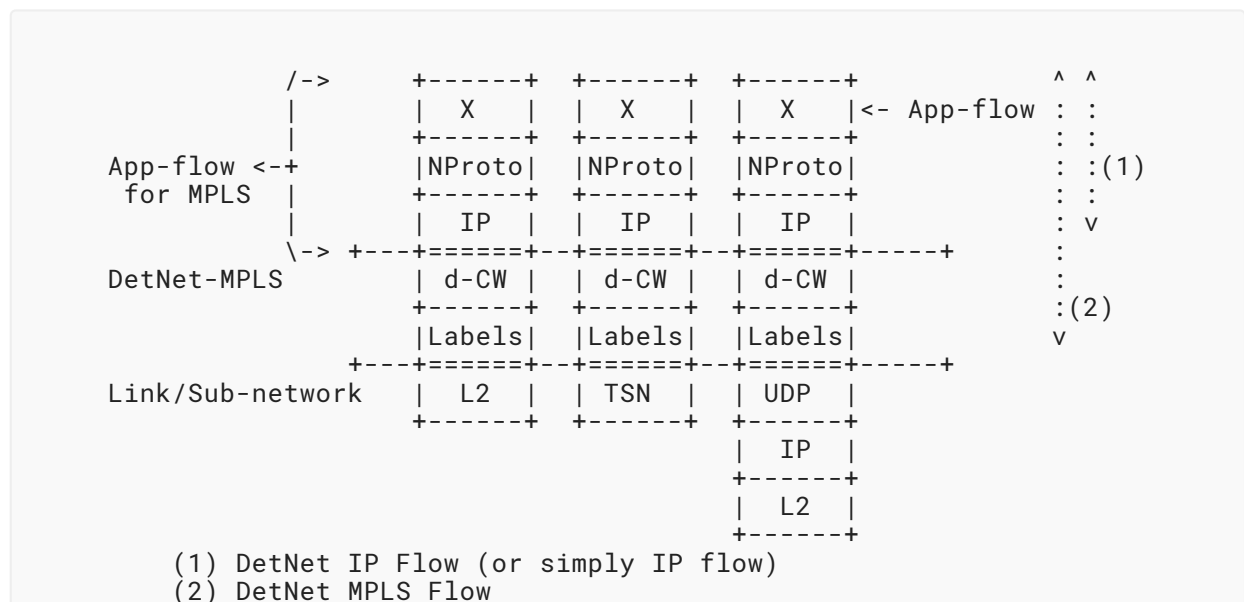 /->       +------+  +------+  +------+              ^ ^
            |         |  X   |  |  X   |  |  X   |<- App-flow   : :
            |         +------+  +------+  +------+              : :
App-flow <-+          |NProto|  |NProto|  |NProto|              : :(1)
 for MPLS   |         +------+  +------+  +------+              : :
            |         |  IP  |  |  IP  |  |  IP  |              : v
            \-> +---+======+--+======+--+======+-----+          :
DetNet-MPLS           | d-CW |  | d-CW |  | d-CW |              :
                      +------+  +------+  +------+              :(2)
                      |Labels|  |Labels|  |Labels|              v
                +---+======+--+======+--+======+-----+
Link/Sub-network      |  L2  |  | TSN  |  | UDP  |
                      +------+  +------+  +------+
                                          |  IP  |
                                          +------+
                                          |  L2  |
                                          +------+
(1) DetNet IP Flow (or simply IP flow)
(2) DetNet MPLS Flow